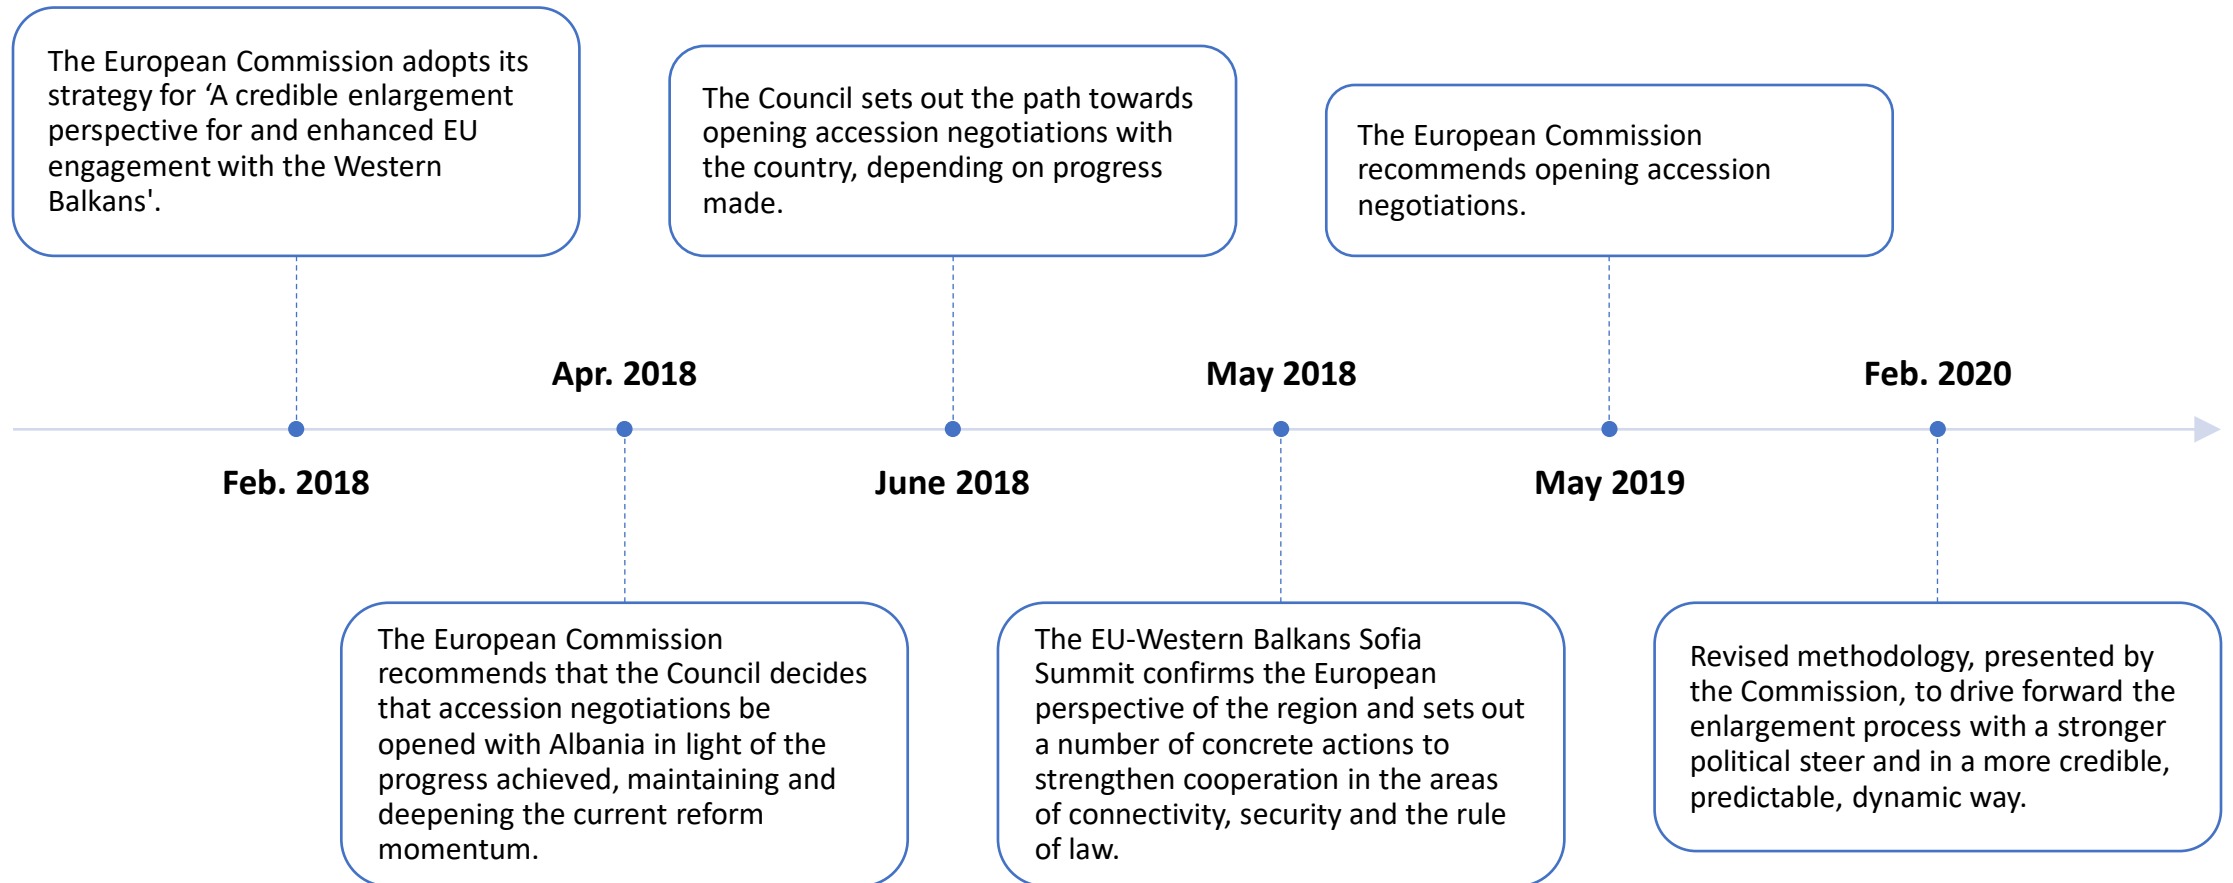 The European Commission adopts its
strategy for ‘A credible enlargement
perspective for and enhanced EU
engagement with the Western
Balkans'.
The Council sets out the path towards
opening accession negotiations with
the country, depending on progress
made.
The European Commission
recommends opening accession
negotiations.
Apr. 2018
May 2018
Feb. 2020
Feb. 2018
June 2018
May 2019
The European Commission
recommends that the Council decides
that accession negotiations be
opened with Albania in light of the
progress achieved, maintaining and
deepening the current reform
momentum.
The EU-Western Balkans Sofia
Summit confirms the European
perspective of the region and sets out
a number of concrete actions to
strengthen cooperation in the areas
of connectivity, security and the rule
of law.
Revised methodology, presented by
the Commission, to drive forward the
enlargement process with a stronger
political steer and in a more credible,
predictable, dynamic way.